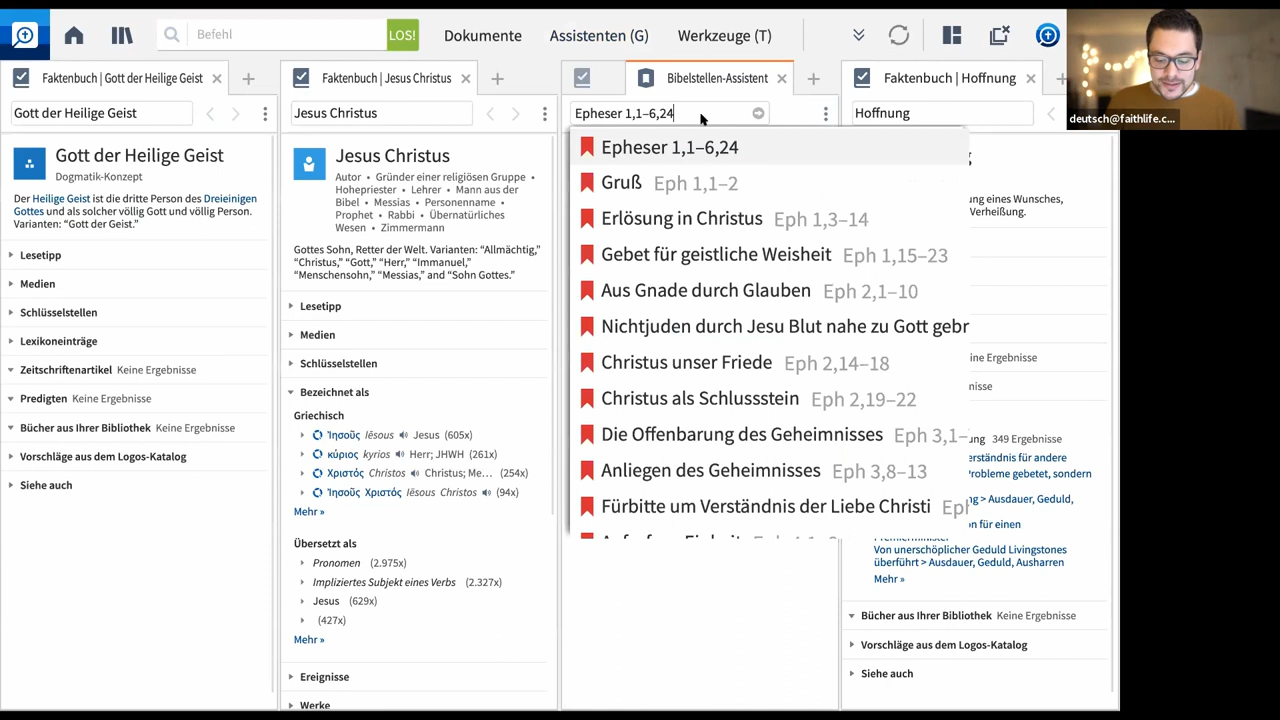 Befehl
LOS!
Dokumente
Assistenten (G)
Werkzeuge (T)
deutsch@faithlife.c...
Faktenbuch | Gott der Heilige Geist
Faktenbuch | Jesus Christus
Bibelstellen-Assistent
Faktenbuch | Hoffnung
Gott der Heilige Geist
Jesus Christus
Epheser 1,1–6,24
Hoffnung
Gott der Heilige Geist
Dogmatik-Konzept
Der Heilige Geist ist die dritte Person des Dreieinigen
Gottes und als solcher völlig Gott und völlig Person.
Varianten: “Gott der Geist.”
Lesetipp
Medien
Schlüsselstellen
Lexikoneinträge
Zeitschriftenartikel Keine Ergebnisse
Predigten Keine Ergebnisse
Bücher aus Ihrer Bibliothek Keine Ergebnisse
Vorschläge aus dem Logos-Katalog
Siehe auch
Jesus Christus
Autor • Gründer einer religiösen Gruppe •
Hohepriester • Lehrer • Mann aus der
Bibel • Messias • Personenname •
Prophet • Rabbi • Übernatürliches
Wesen • Zimmermann
Gottes Sohn, Retter der Welt. Varianten: “Allmächtig,”
“Christus,” “Gott,” “Herr,” “Immanuel,”
“Menschensohn,” “Messias,” and “Sohn Gottes.”
Lesetipp
Medien
Schlüsselstellen
Bezeichnet als
Griechisch
Ἰησοῦς Iēsous Jesus (605x)
κύριος kyrios Herr; JHWH (261x)
Χριστός Christos Christus; Me... (254x)
Ἰησοῦς Χριστός Iēsous Christos (94x)
Mehr »
Übersetzt als
Pronomen (2.975x)
Impliziertes Subjekt eines Verbs (2.327x)
Jesus (629x)
(427x)
Mehr »
Ereignisse
Werke
Epheser 1,1–6,24
Gruß Eph 1,1–2
Erlösung in Christus Eph 1,3–14
Gebet für geistliche Weisheit Eph 1,15–23
Aus Gnade durch Glauben Eph 2,1–10
Nichtjuden durch Jesu Blut nahe zu Gott gebr
Christus unser Friede Eph 2,14–18
Christus als Schlussstein Eph 2,19–22
Die Offenbarung des Geheimnisses Eph 3,1–
Anliegen des Geheimnisses Eph 3,8–13
Fürbitte um Verständnis der Liebe Christi Eph
g
ng eines Wunsches,
Verheißung.
ine Ergebnisse
nisse
ng 349 Ergebnisse
erständnis für andere
Probleme gebetet, sondern
ng > Ausdauer, Geduld,
on für einen
Premierminister
Von unerschöplicher Geduld Livingstones
überführt > Ausdauer, Geduld, Ausharren
Mehr »
Bücher aus Ihrer Bibliothek Keine Ergebnisse
Vorschläge aus dem Logos-Katalog
Siehe auch